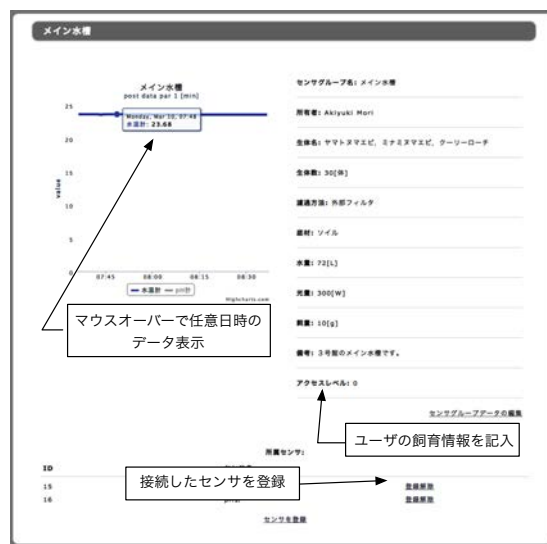 メイン水槽
メイン水槽
post data par 1 [min]
25
20
15
10
5
0
value
Monday, Mar 10, 07:48
水温計: 23.68
07:45 08:00 08:15 08:30
水温計 pH計
Highcharts.com
マウスオーバーで任意日時の
データ表示
センサグループ名: メイン水槽
所有者: Akiyuki Mori
生体名: ヤマトヌマエビ, ミナミヌマエビ, クーリーローチ
生体数: 30[体]
濾過方法: 外部フィルタ
底材: ソイル
水量: 72[L]
光量: 300[W]
餌量: 10[g]
備考: 3号館のメイン水槽です。
アクセスレベル: 0
センサグループデータの編集
ユーザの飼育情報を記入
所属センサ:
ID
接続したセンサを登録
15 登録解除
16 登録解除
センサを登録